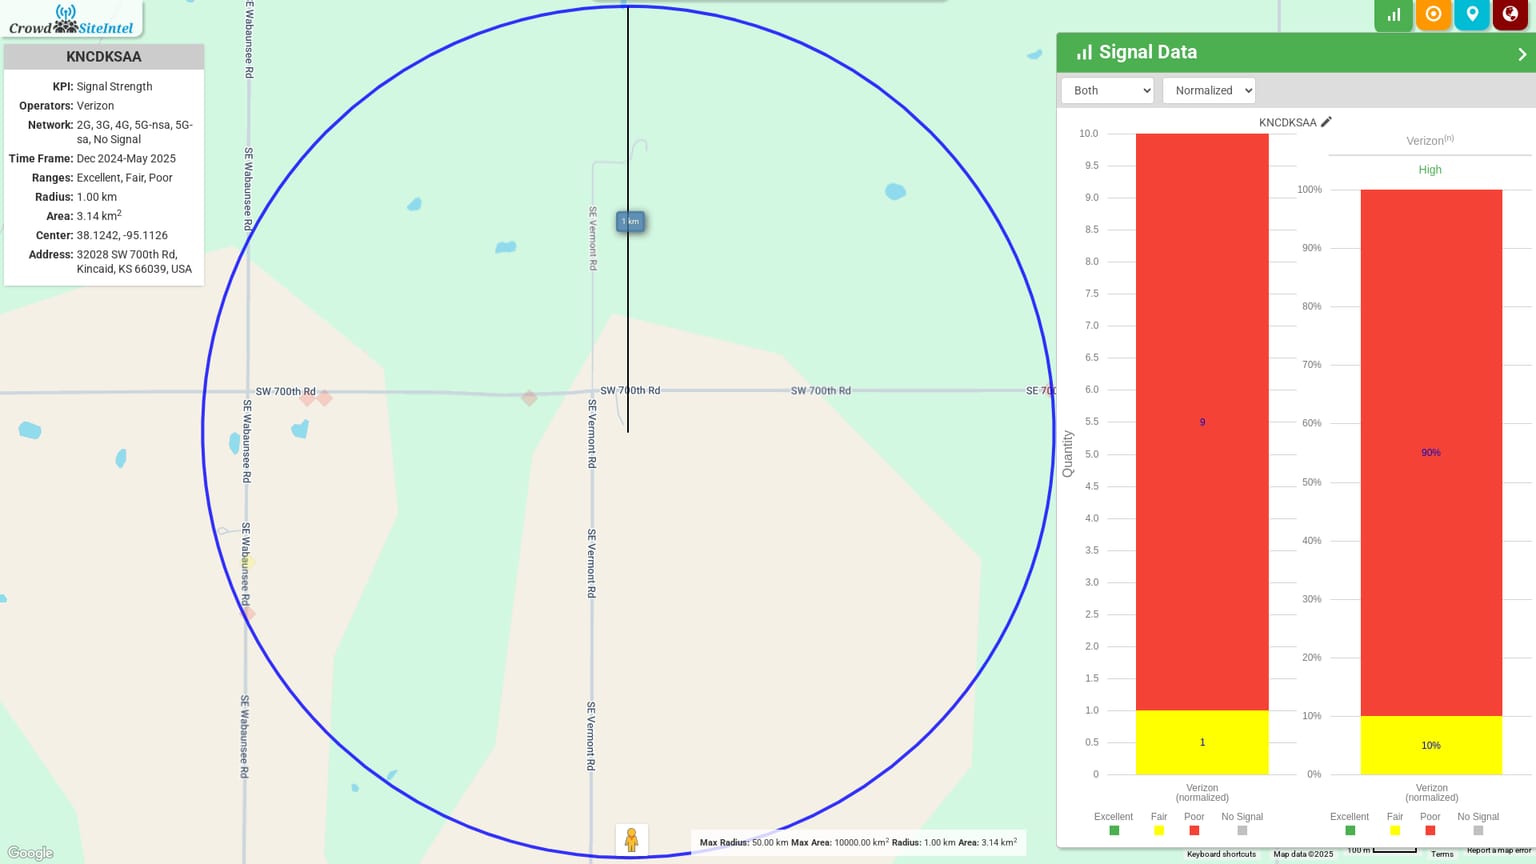 Crowd SiteIntel
KNCDKSAA
KPI: Signal Strength
Operators: Verizon
Network: 2G, 3G, 4G, 5G-nsa, 5G-
sa, No Signal
Time Frame: Dec 2024-May 2025
Ranges: Excellent, Fair, Poor
Radius: 1.00 km
Area: 3.14 km2
Center: 38.1242, -95.1126
Address: 32028 SW 700th Rd,
Kincaid, KS 66039, USA
SE Wabaunsee Rd
SE Wabaunsee Rd
SE Wabaunsee Rd
SE Wabaunsee Rd
SE Wabaunsee Rd
SE Vermont Rd
SE Vermont Rd
SE Vermont Rd
SE Vermont Rd
1 km
SW 700th Rd
SW 700th Rd
SW 700th Rd
SE 700
Google
Max Radius: 50.00 km Max Area: 10000.00 km2 Radius: 1.00 km Area: 3.14 km2
Signal Data
Both
Normalized
KNCDKSAA
Quantity
10.0
9.5
9.0
8.5
8.0
7.5
7.0
6.5
6.0
5.5
5.0
4.5
4.0
3.5
3.0
2.5
2.0
1.5
1.0
0.5
0
9
1
Verizon
(normalized)
Excellent Fair Poor No Signal
Verizon(n)
High
100%
90%
80%
70%
60%
50%
40%
30%
20%
10%
0%
90%
10%
Verizon
(normalized)
Excellent Fair Poor No Signal
Keyboard shortcuts Map data ©2025 100 m Terms Report a map error